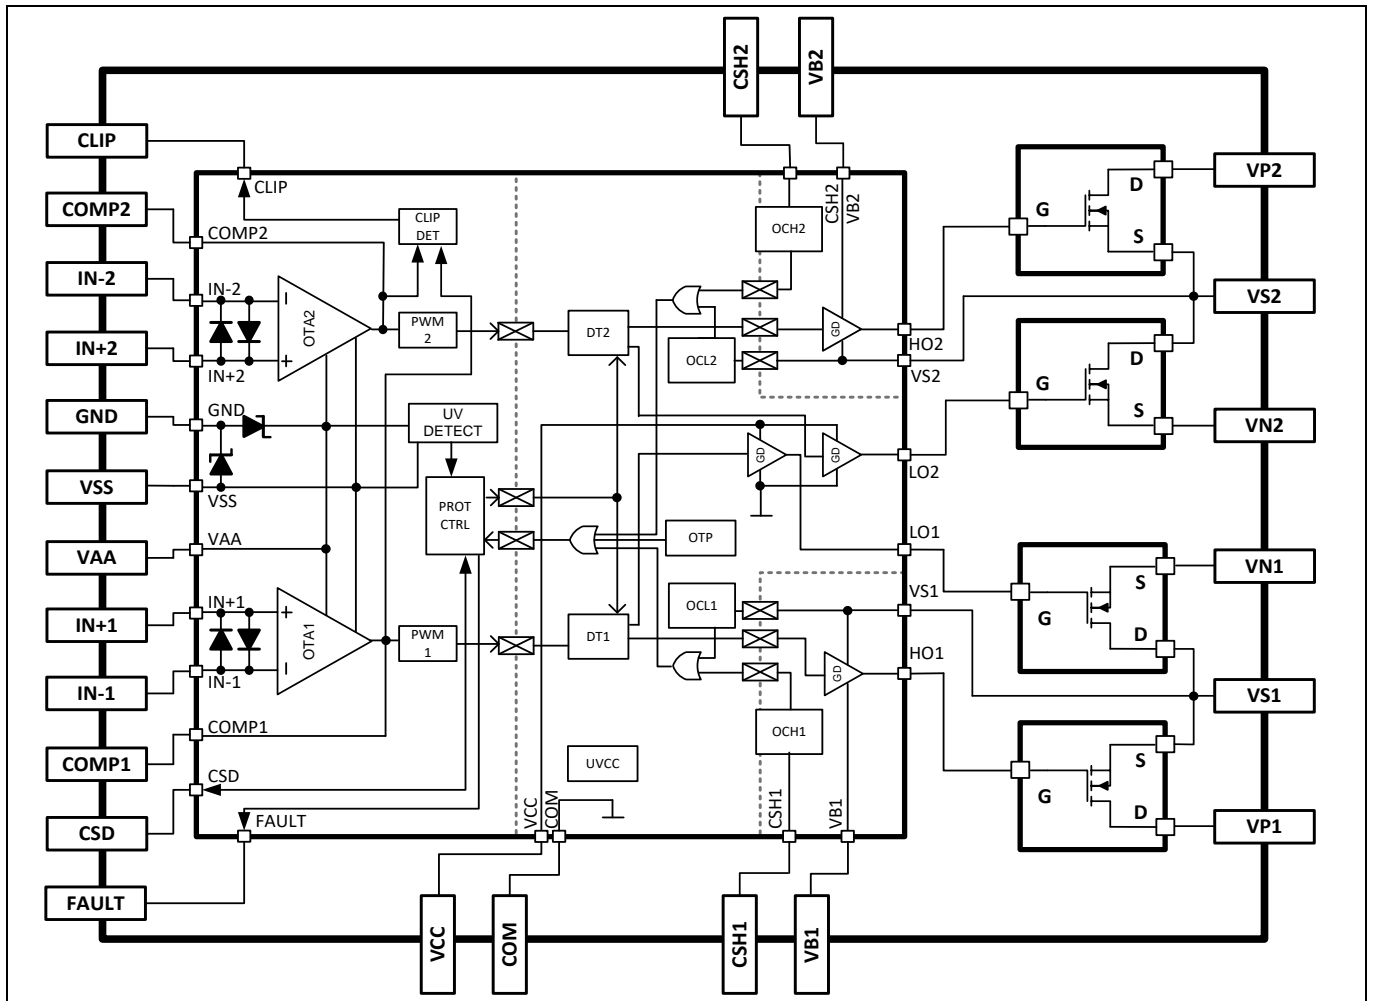 CSH2
VB2
CLIP
COMP2
IN-2
IN+2
GND
VSS
VAA
IN+1
IN-1
COMP1
CSD
FAULT
CLIP
CLIP
DET
COMP2
IN-2
OTA2
PWM
2
IN+2
GND
UV
DETECT
VSS
PROT
CTRL
VAA
IN+1
OTA1
PWM
1
IN-1
COMP1
CSD
FAULT
CSH2
VB2
OCH2
DT2
GD
OCL2
HO2
VS2
GD
GD
LO2
OTP
LO1
OCL1
VS1
DT1
GD
HO1
OCH1
UVCC
VCC
COM
CSH1
VB1
G
D
S
G
D
S
G
S
D
G
S
D
VP2
VS2
VN2
VN1
VS1
VP1
VCC
COM
CSH1
VB1